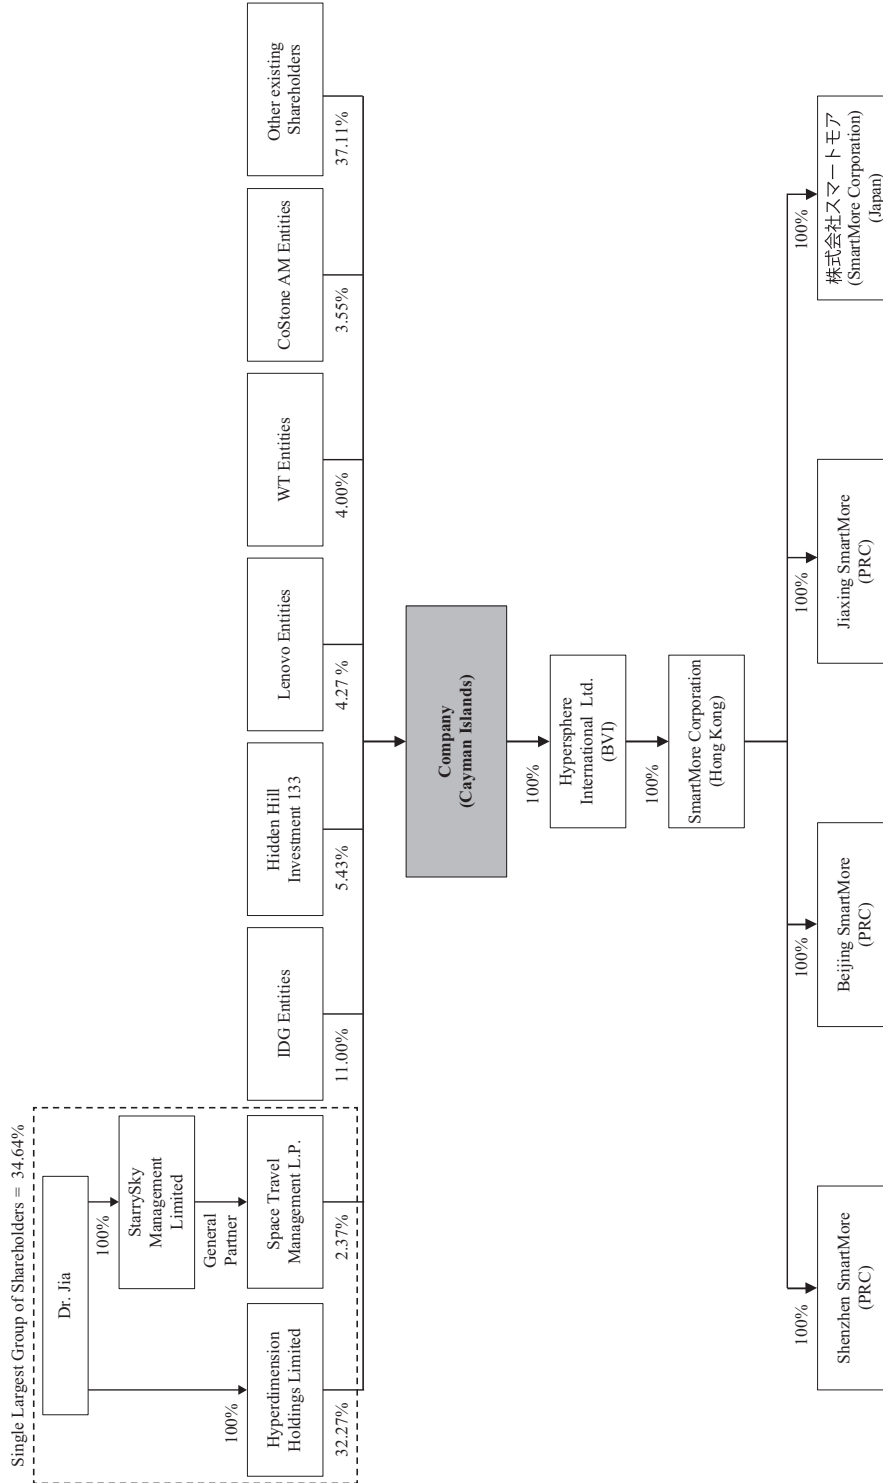 Single Largest Group of Shareholders = 34.64%
Dr. Jia
100%
StarrySky
Management
Limited
100%
General
Partner
Hyperdimension
Holdings Limited
Space Travel
Management L.P.
IDG Entities
Hidden Hill
Investment 133
Lenovo Entities
WT Entities
CoStone AM Entities
Other existing
Shareholders
32.27%
2.37%
11.00%
5.43%
4.27 %
4.00%
3.55%
37.11%
Company
(Cayman Islands)
100%
Hypersphere
International Ltd.
(BVI)
100%
SmartMore Corporation
(Hong Kong)
100%
100%
100%
100%
Shenzhen SmartMore
(PRC)
Beijing SmartMore
(PRC)
Jiaxing SmartMore
(PRC)
株式会社スマートモア
(SmartMore Corporation)
(Japan)